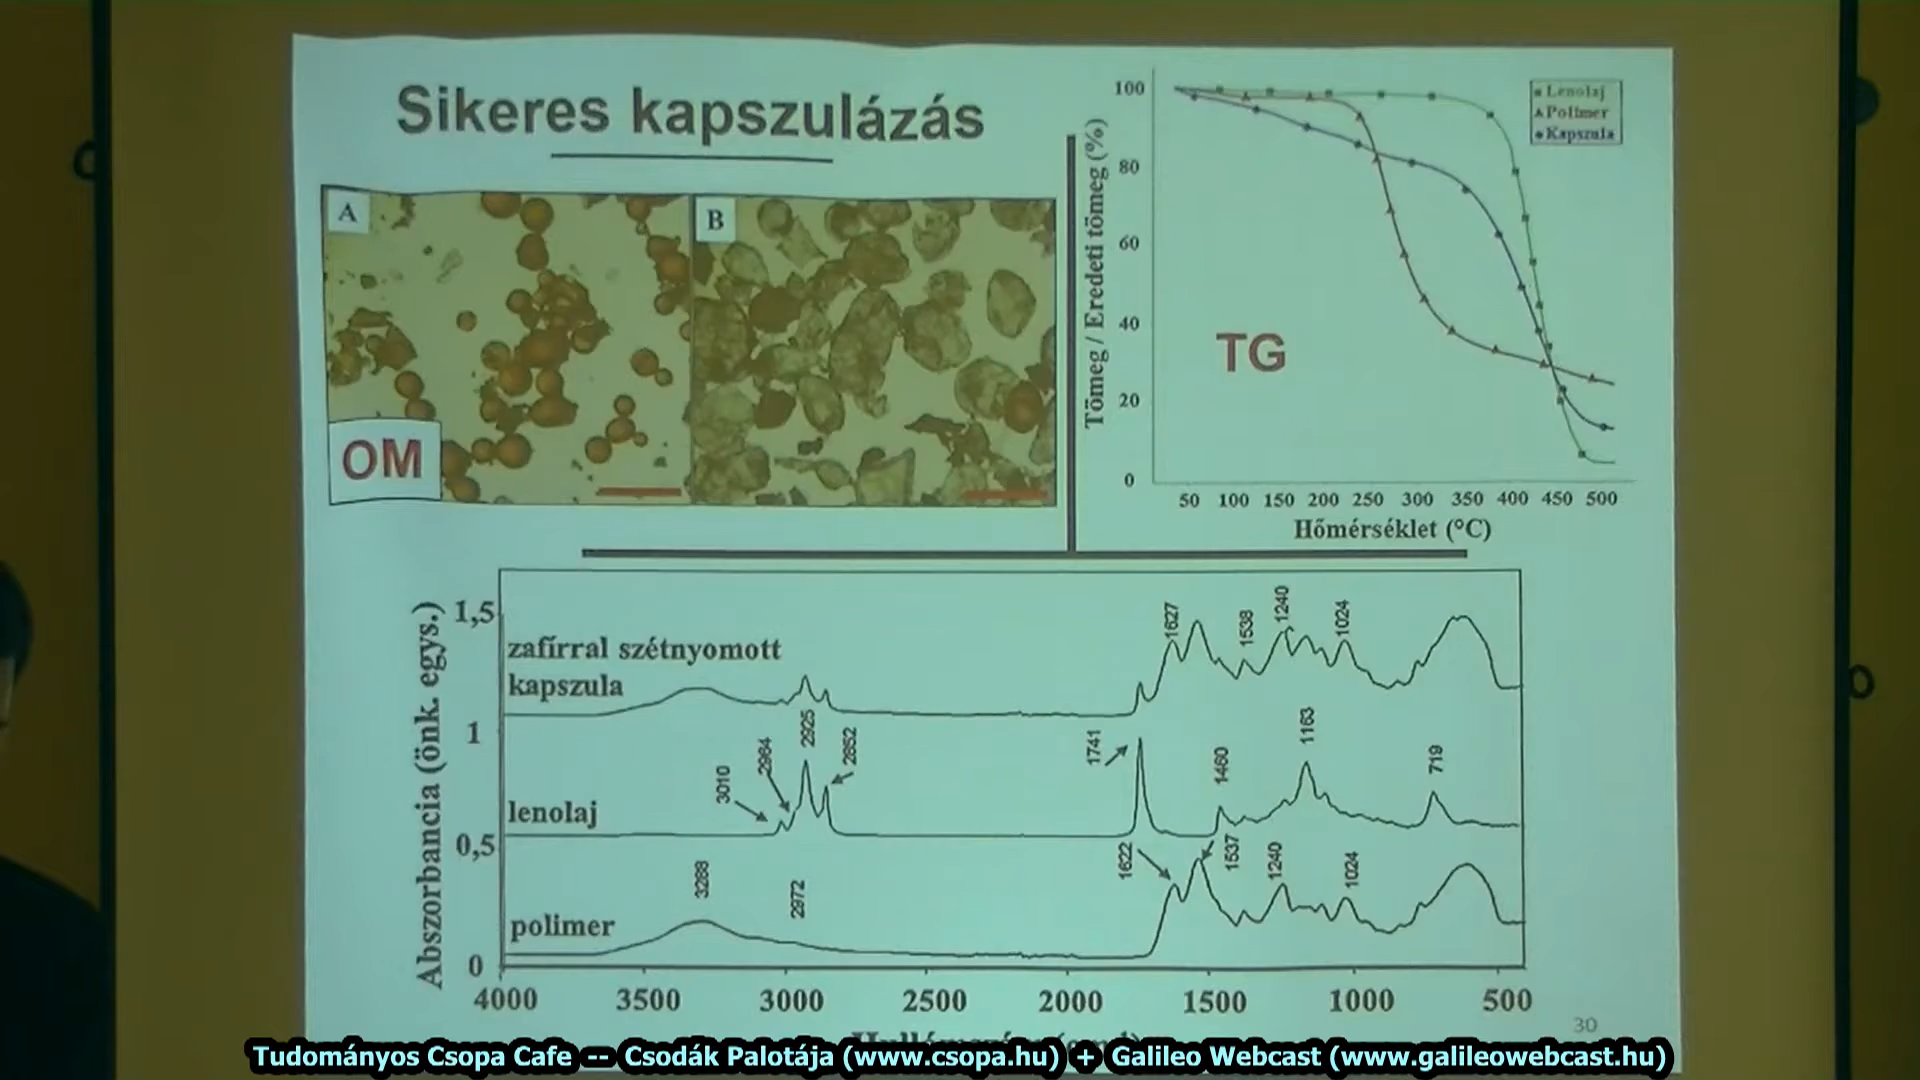 Sikeres kapszulázás
A
B
OM
Tömeg / Eredeti tömeg (%)
100
80
60
40
20
0
Lenolaj
Polimer
Kapszula
TG
50 100 150 200 250 300 350 400 450 500
Hőmérséklet (°C)
Abszorbancia (önk. egys.)
1,5
1
0,5
0
zafírral szétnyomott
kapszula
1627
1538
1240
1024
lenolaj
3010
2964
2925
2852
1741
1460
1163
719
polimer
3288
2972
1622
1537
1240
1024
4000 3500 3000 2500 2000 1500 1000 500
30
Tudományos Csopa Cafe -- Csodák Palotája (www.csopa.hu) + Galileo Webcast (www.galileowebcast.hu)